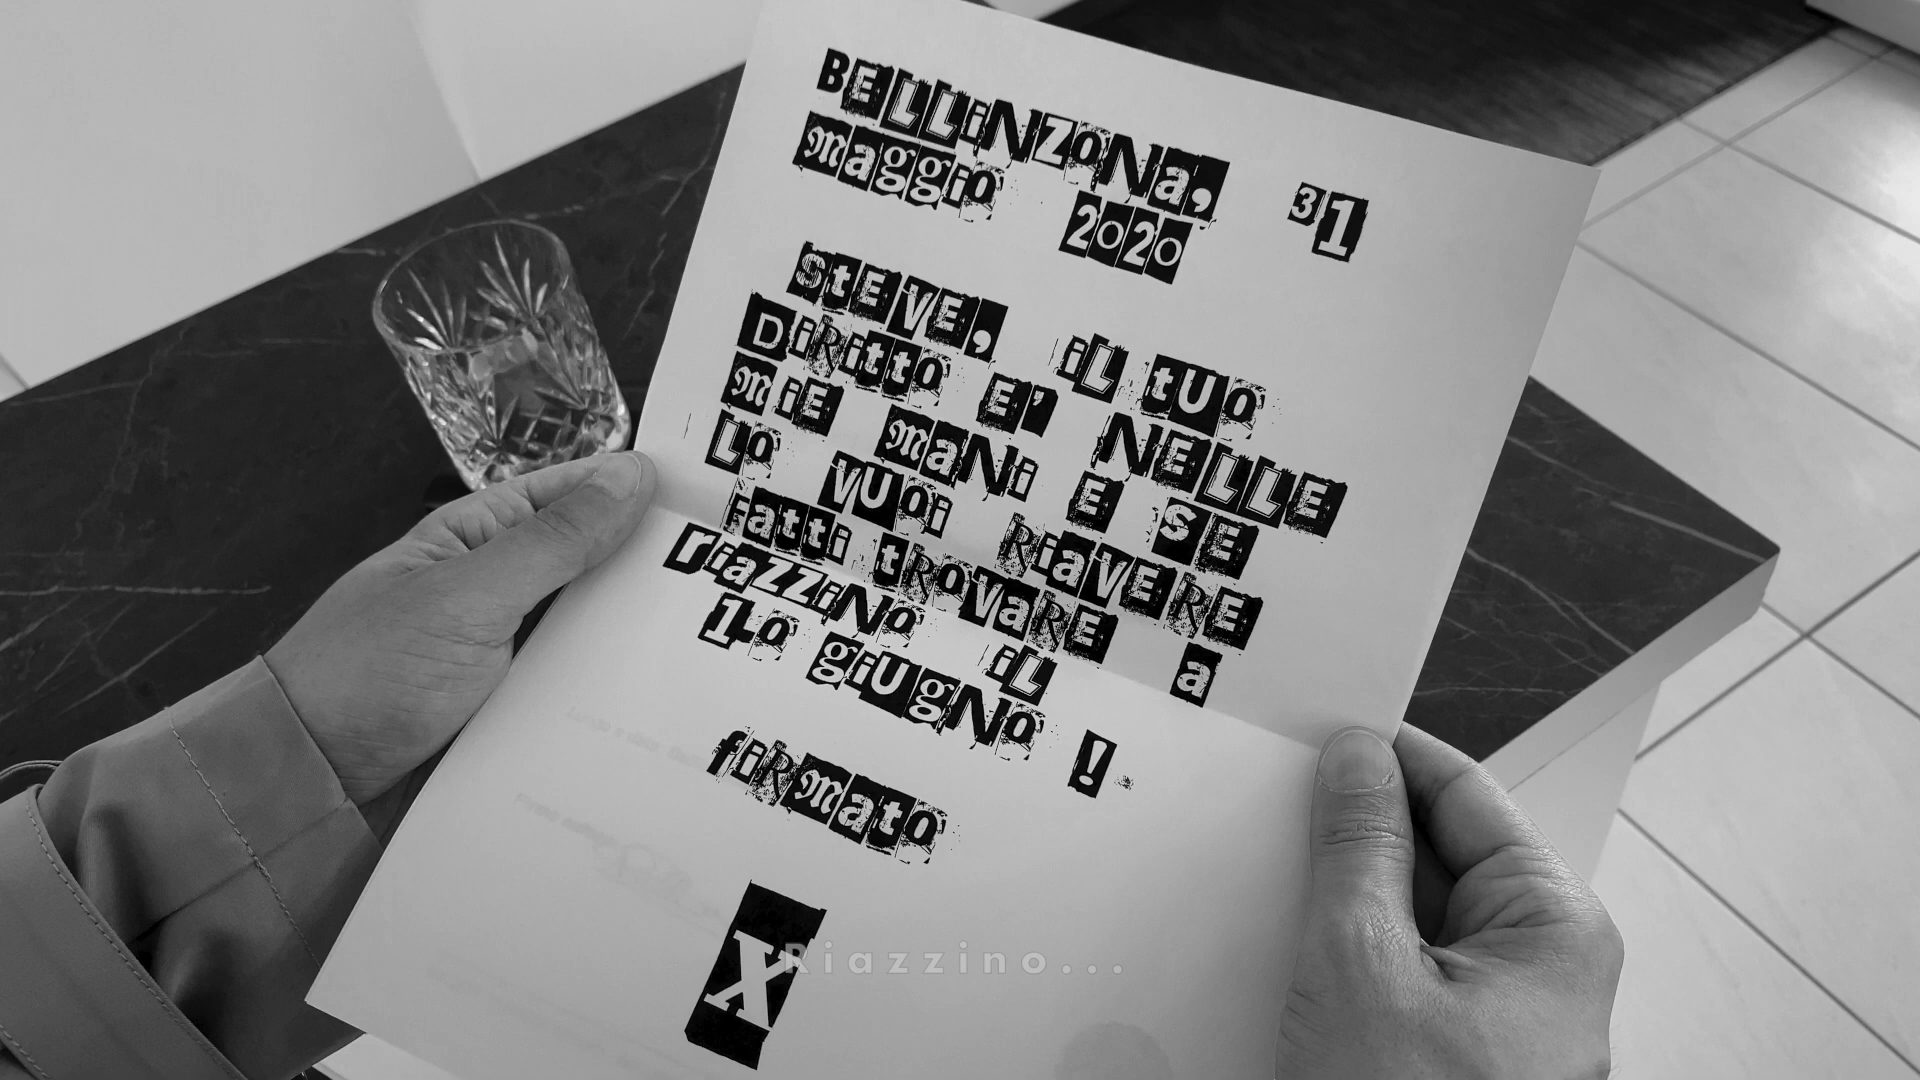 BELLiNZONa, 31
Maggio 2020
StEVE, iL tUo
DiRitto E' NELLE
MiE MaNi E SE
Lo VUoi RiaVERE
Fatti tRoVaRE a
riaZZiNo iL
1Lo giUgNo !
fiRMato
X
Riazzino...